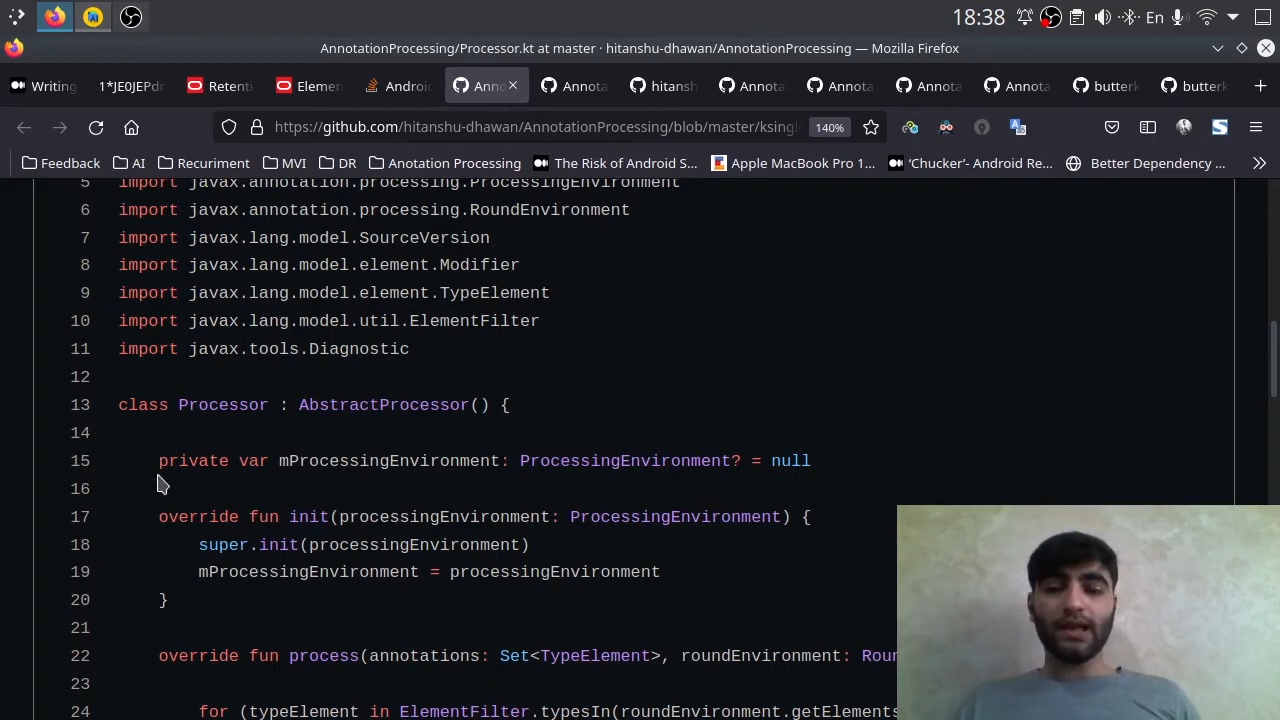 18:38
En
AnnotationProcessing/Processor.kt at master · hitanshu-dhawan/AnnotationProcessing — Mozilla Firefox
Writing
1*JE0JEPdr
Retenti
Elemen
Androi
Anno
Annota
hitansh
Annota
Annota
Annota
Annota
butterk
butterk
https://github.com/hitanshu-dhawan/AnnotationProcessing/blob/master/ksingl
140%
Feedback
AI
Recuriment
MVI
DR
Anotation Processing
The Risk of Android S...
Apple MacBook Pro 1...
‘Chucker’- Android Re...
Better Dependency ...
5 import javax.annotation.processing.ProcessingEnvironment
6 import javax.annotation.processing.RoundEnvironment
7 import javax.lang.model.SourceVersion
8 import javax.lang.model.element.Modifier
9 import javax.lang.model.element.TypeElement
10 import javax.lang.model.util.ElementFilter
11 import javax.tools.Diagnostic
12
13 class Processor : AbstractProcessor() {
14
15 private var mProcessingEnvironment: ProcessingEnvironment? = null
16
17 override fun init(processingEnvironment: ProcessingEnvironment) {
18 super.init(processingEnvironment)
19 mProcessingEnvironment = processingEnvironment
20 }
21
22 override fun process(annotations: Set<TypeElement>, roundEnvironment: Roun
23
24 for (typeElement in ElementFilter.typesIn(roundEnvironment.getElements